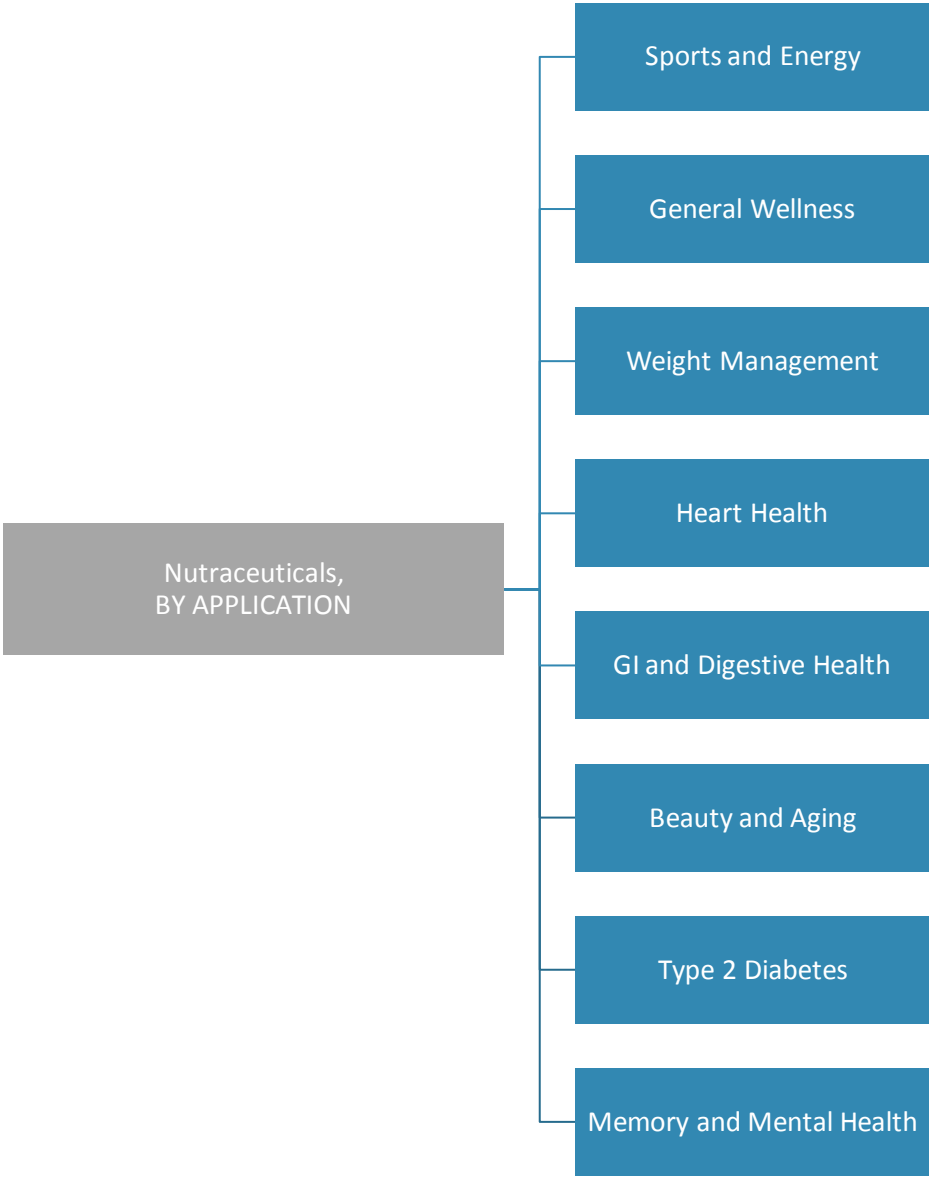 Sports and Energy
General Wellness
Weight Management
Heart Health
Nutraceuticals,
BY APPLICATION
GI and Digestive Health
Beauty and Aging
Type 2 Diabetes
Memory and Mental Health